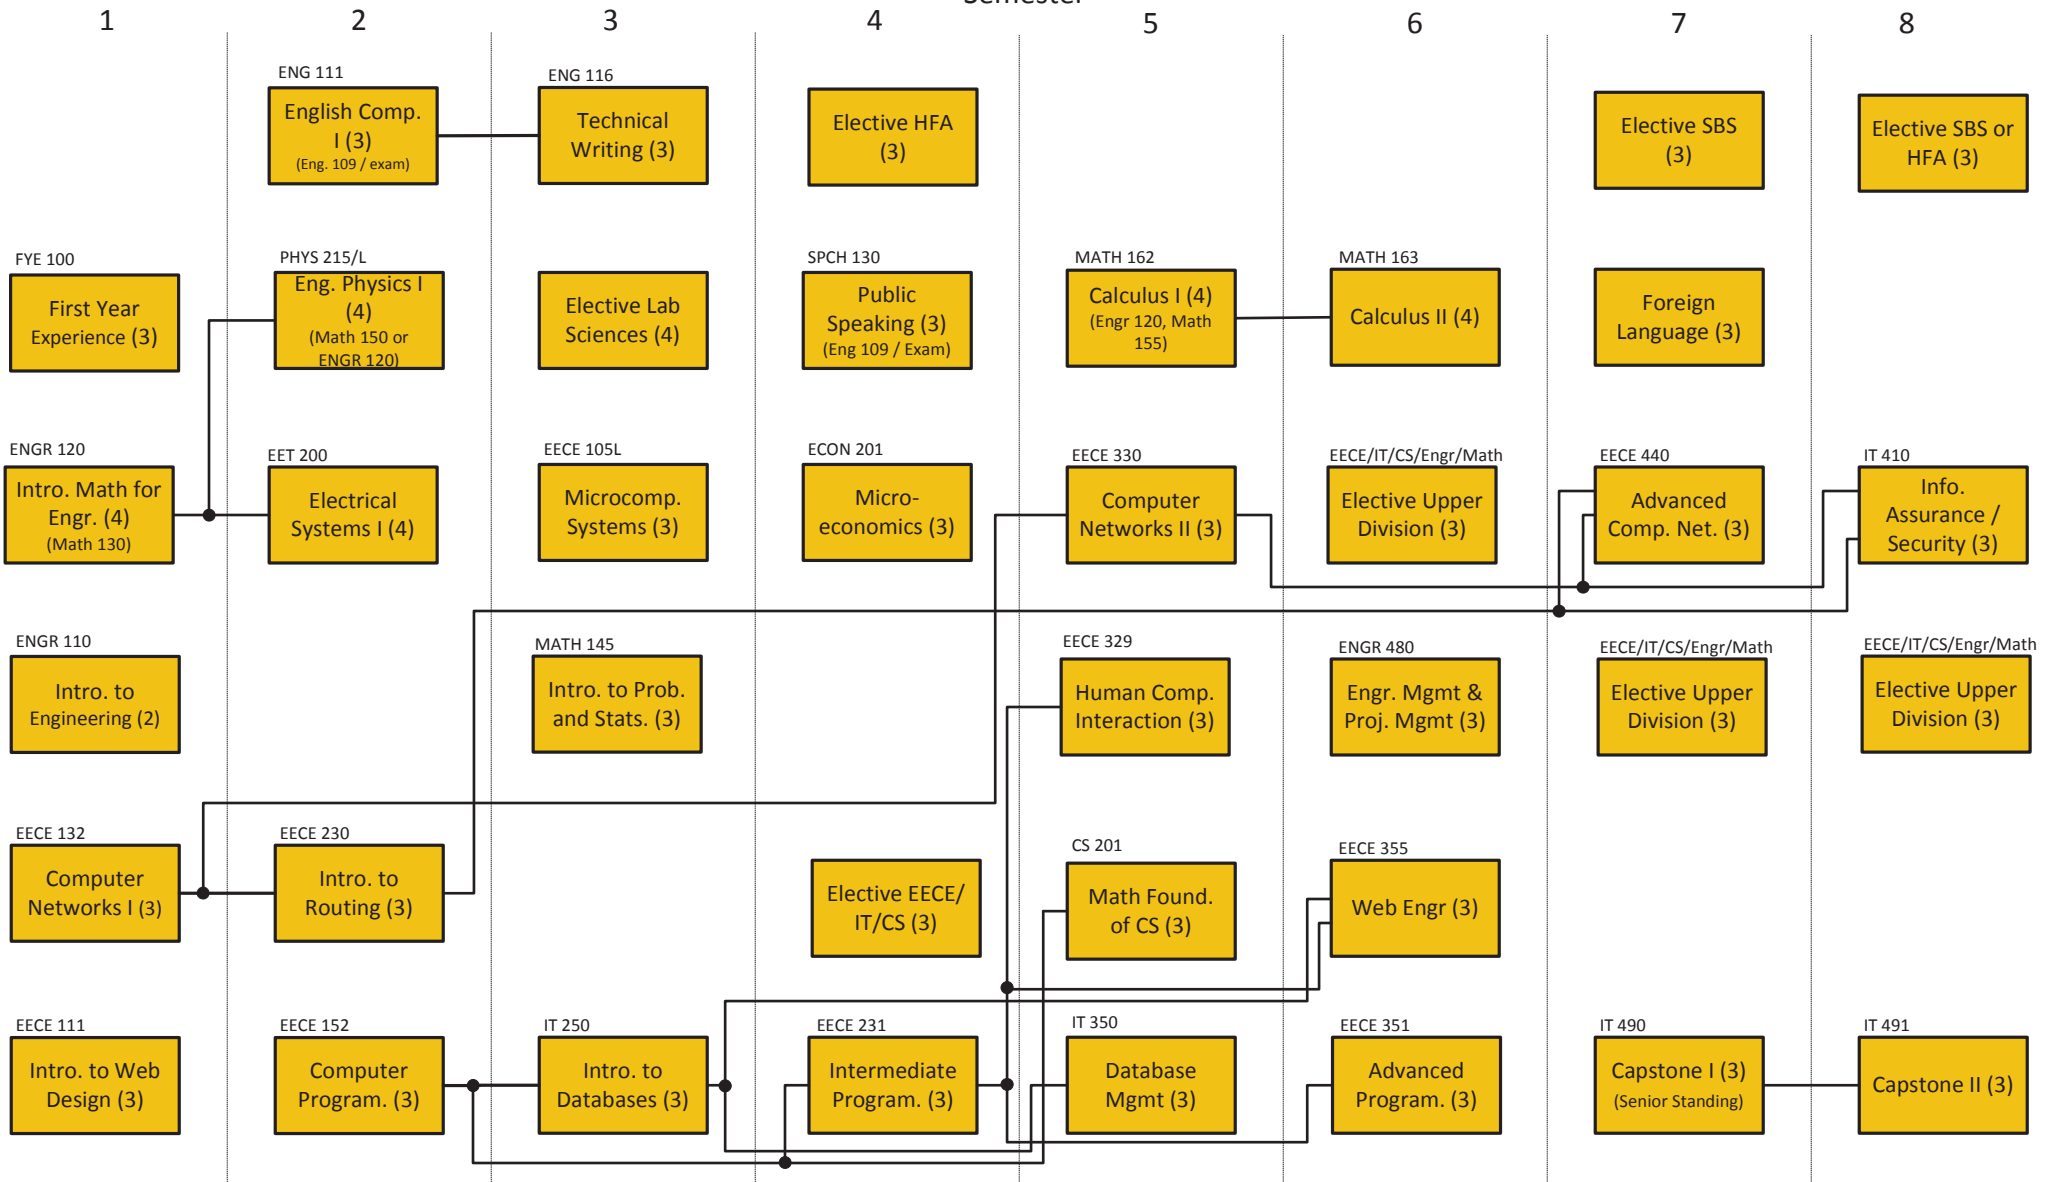 Semester
1
2
3
4
5
6
7
8
ENG 111
English Comp.
I (3)
(Eng. 109 / exam)
ENG 116
Technical
Writing (3)
Elective HFA
(3)
Elective SBS
(3)
Elective SBS or
HFA (3)
FYE 100
First Year
Experience (3)
PHYS 215/L
Eng. Physics I
(4)
(Math 150 or
ENGR 120)
Elective Lab
Sciences (4)
SPCH 130
Public
Speaking (3)
(Eng 109 / Exam)
MATH 162
Calculus I (4)
(Engr 120, Math
155)
MATH 163
Calculus II (4)
Foreign
Language (3)
ENGR 120
Intro. Math for
Engr. (4)
(Math 130)
EET 200
Electrical
Systems I (4)
EECE 105L
Microcomp.
Systems (3)
ECON 201
Micro-
economics (3)
EECE 330
Computer
Networks II (3)
EECE/IT/CS/Engr/Math
Elective Upper
Division (3)
EECE 440
Advanced
Comp. Net. (3)
IT 410
Info.
Assurance /
Security (3)
ENGR 110
Intro. to
Engineering (2)
MATH 145
Intro. to Prob.
and Stats. (3)
EECE 329
Human Comp.
Interaction (3)
ENGR 480
Engr. Mgmt &
Proj. Mgmt (3)
EECE/IT/CS/Engr/Math
Elective Upper
Division (3)
EECE/IT/CS/Engr/Math
Elective Upper
Division (3)
EECE 132
Computer
Networks I (3)
EECE 230
Intro. to
Routing (3)
Elective EECE/
IT/CS (3)
CS 201
Math Found.
of CS (3)
EECE 355
Web Engr (3)
EECE 111
Intro. to Web
Design (3)
EECE 152
Computer
Program. (3)
IT 250
Intro. to
Databases (3)
EECE 231
Intermediate
Program. (3)
IT 350
Database
Mgmt (3)
EECE 351
Advanced
Program. (3)
IT 490
Capstone I (3)
(Senior Standing)
IT 491
Capstone II (3)